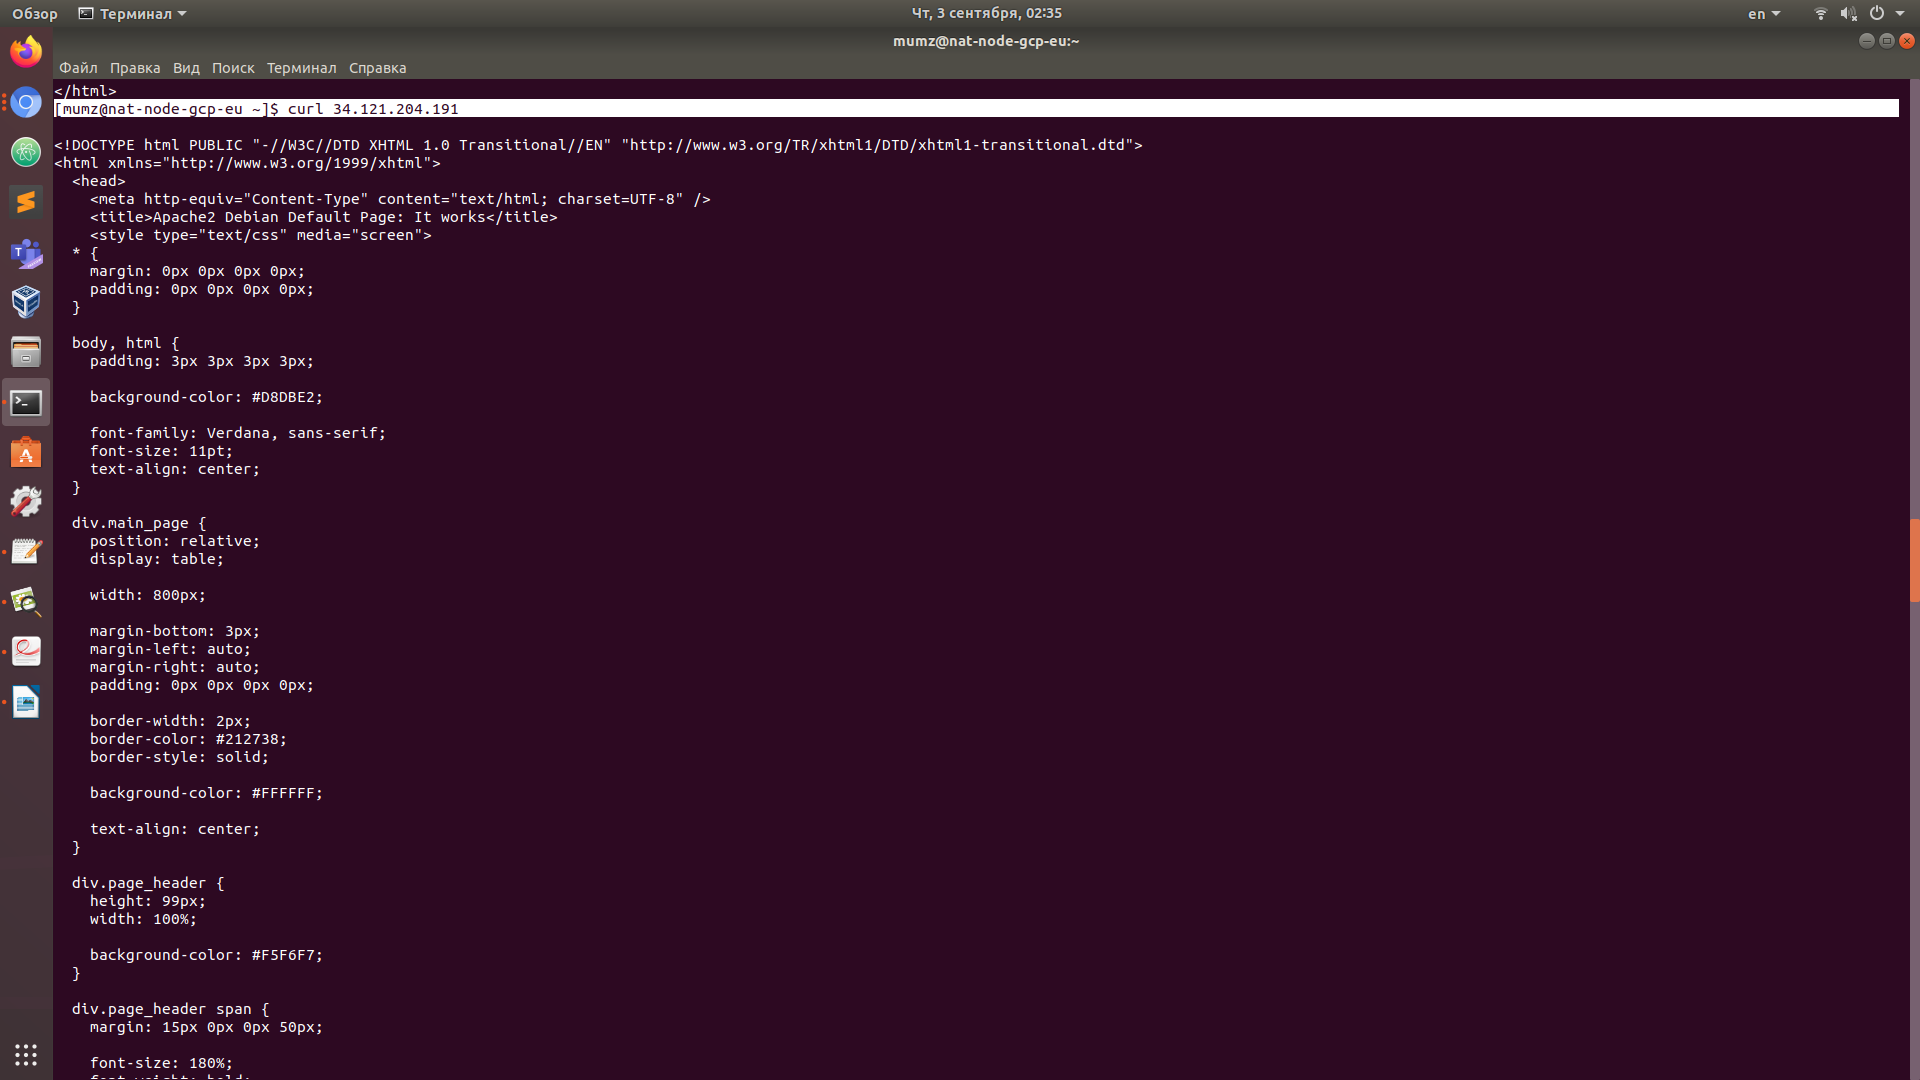 Обзор Терминал Чт, 3 сентября, 02:35 en
mumz@nat-node-gcp-eu:~
Файл Правка Вид Поиск Терминал Справка
</html>
[mumz@nat-node-gcp-eu ~]$ curl 34.121.204.191
<!DOCTYPE html PUBLIC "-//W3C//DTD XHTML 1.0 Transitional//EN" "http://www.w3.org/TR/xhtml1/DTD/xhtml1-transitional.dtd">
<html xmlns="http://www.w3.org/1999/xhtml">
  <head>
    <meta http-equiv="Content-Type" content="text/html; charset=UTF-8" />
    <title>Apache2 Debian Default Page: It works</title>
    <style type="text/css" media="screen">
  * {
    margin: 0px 0px 0px 0px;
    padding: 0px 0px 0px 0px;
  }
  body, html {
    padding: 3px 3px 3px 3px;
    background-color: #D8DBE2;
    font-family: Verdana, sans-serif;
    font-size: 11pt;
    text-align: center;
  }
  div.main_page {
    position: relative;
    display: table;
    width: 800px;
    margin-bottom: 3px;
    margin-left: auto;
    margin-right: auto;
    padding: 0px 0px 0px 0px;
    border-width: 2px;
    border-color: #212738;
    border-style: solid;
    background-color: #FFFFFF;
    text-align: center;
  }
  div.page_header {
    height: 99px;
    width: 100%;
    background-color: #F5F6F7;
  }
  div.page_header span {
    margin: 15px 0px 0px 50px;
    font-size: 180%;